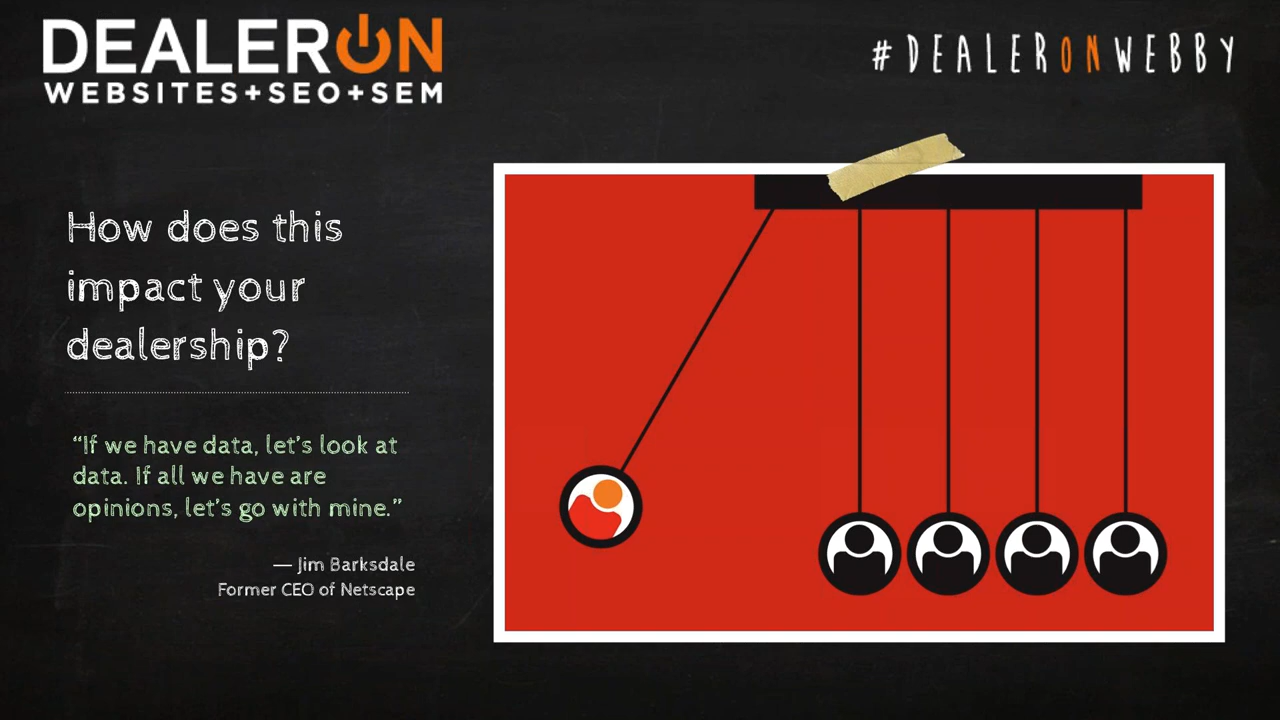 DEALERON
WEBSITES+SEO+SEM
#DEALERONWEBBY
How does this
impact your
dealership?
“If we have data, let’s look at
data. If all we have are
opinions, let’s go with mine.”
— Jim Barksdale
Former CEO of Netscape